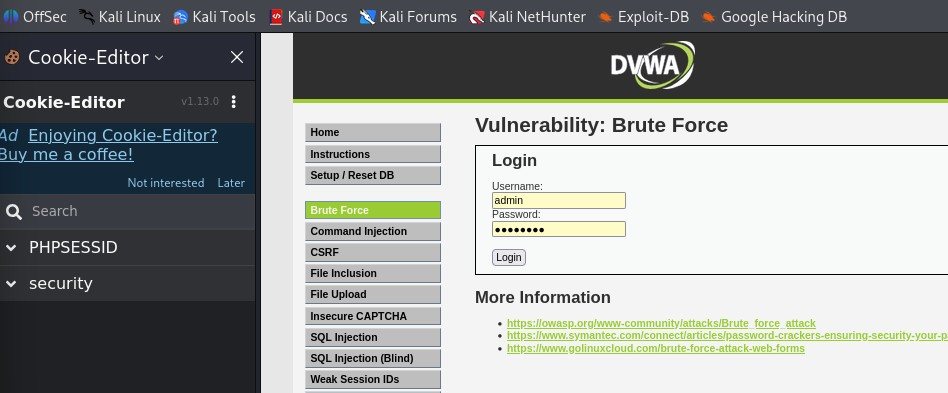 OffSec Kali Linux Kali Tools Kali Docs Kali Forums Kali NetHunter Exploit-DB Google Hacking DB
Cookie-Editor
Cookie-Editor v1.13.0
Ad Enjoying Cookie-Editor?
Buy me a coffee!
Not interested Later
Search
PHPSESSID
security
DVWA
Home
Instructions
Setup / Reset DB
Brute Force
Command Injection
CSRF
File Inclusion
File Upload
Insecure CAPTCHA
SQL Injection
SQL Injection (Blind)
Weak Session IDs
Vulnerability: Brute Force
Login
Username:
admin
Password:
●●●●●●●●
Login
More Information
• https://owasp.org/www-community/attacks/Brute_force_attack
• https://www.symantec.com/connect/articles/password-crackers-ensuring-security-your-p
• https://www.golinuxcloud.com/brute-force-attack-web-forms